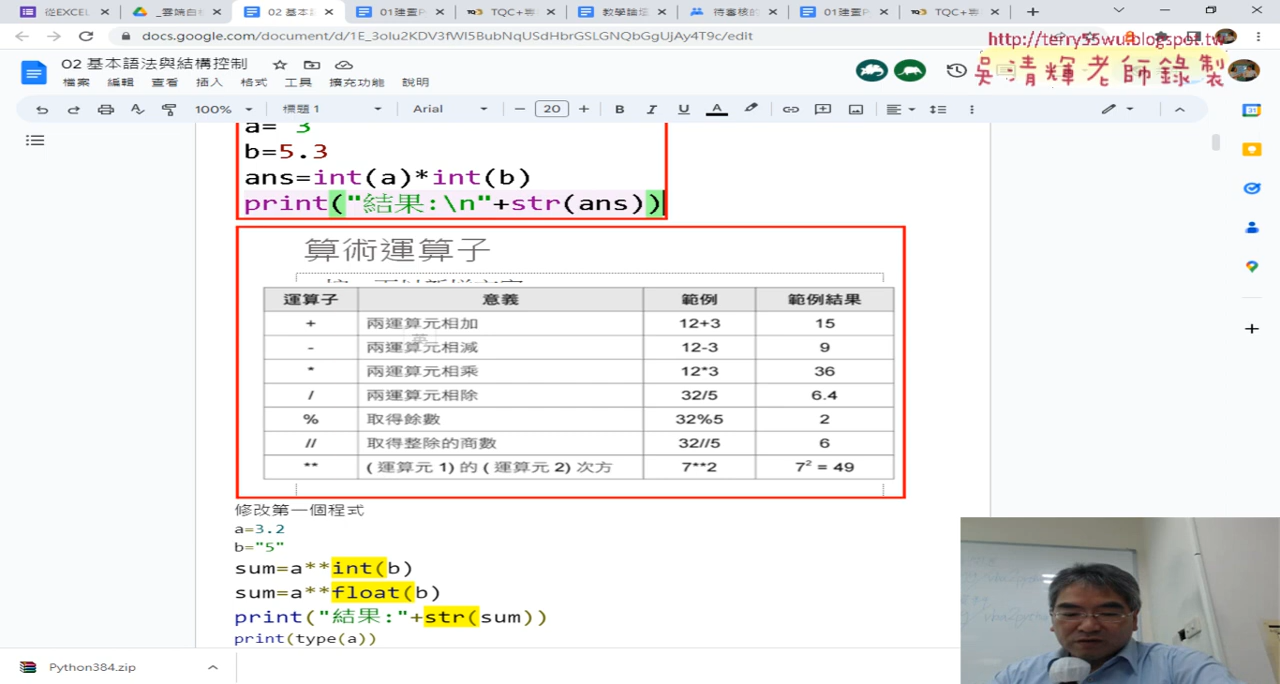 從EXCEL
_雲端白
02 基本語
01建置P
TQC+專
教學論壇
待審核的
01建置P
TQC+專
docs.google.com/document/d/1E_3oIu2KDV3fWI5BubNqUSdHbrGSLGNQbGgUjAy4T9c/edit
http://terry55wu.blogspot.tw
吳清輝老師錄製
02 基本語法與結構控制
檔案 編輯 查看 插入 格式 工具 擴充功能 說明
100% 標題 1 Arial 20 B I U A
a= 3
b=5.3
ans=int(a)*int(b)
print("結果:\n"+str(ans))
算術運算子
運算子 意義 範例 範例結果
+ 兩運算元相加 12+3 15
- 兩運算元相減 12-3 9
* 兩運算元相乘 12*3 36
/ 兩運算元相除 32/5 6.4
% 取得餘數 32%5 2
// 取得整除的商數 32//5 6
** (運算元 1) 的 (運算元 2) 次方 7**2 7² = 49
修改第一個程式
a=3.2
b="5"
sum=a**int(b)
sum=a**float(b)
print("結果:"+str(sum))
print(type(a))
Python384.zip